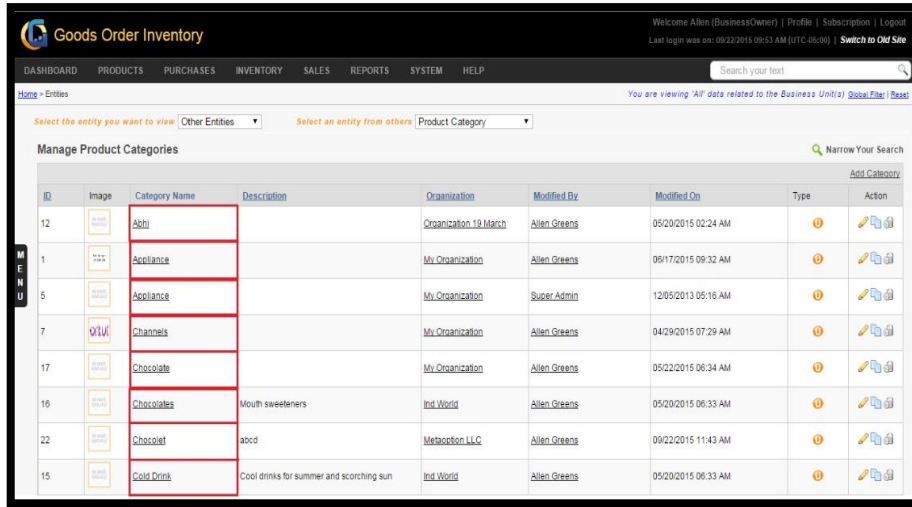 Welcome Allen (BusinessOwner) | Profile | Subscription | Logout
Goods Order Inventory
Last login was on: 09/22/2015 09:53 AM (UTC-05:00) | Switch to Old Site
DASHBOARD PRODUCTS PURCHASES INVENTORY SALES REPORTS SYSTEM HELP Search your text
Home > Entities You are viewing 'All' data related to the Business Unit(s) Global Filter | Reset
Select the entity you want to view Other Entities Select an entity from others Product Category
Manage Product Categories Narrow Your Search
Add Category
ID Image Category Name Description Organization Modified By Modified On Type Action
12 Abhi Organization 19 March Allen Greens 05/20/2015 02:24 AM
MENU
1 Appliance My Organization Allen Greens 06/17/2015 09:32 AM
5 Appliance My Organization Super Admin 12/05/2013 05:16 AM
7 Channels My Organization Allen Greens 04/29/2015 07:29 AM
17 Chocolate My Organization Allen Greens 05/22/2015 06:34 AM
16 Chocolates Mouth sweeteners Ind World Allen Greens 05/20/2015 06:33 AM
22 Chocolet abcd Metaoption LLC Allen Greens 09/22/2015 11:43 AM
15 Cold Drink Cool drinks for summer and scorching sun Ind World Allen Greens 05/20/2015 06:33 AM